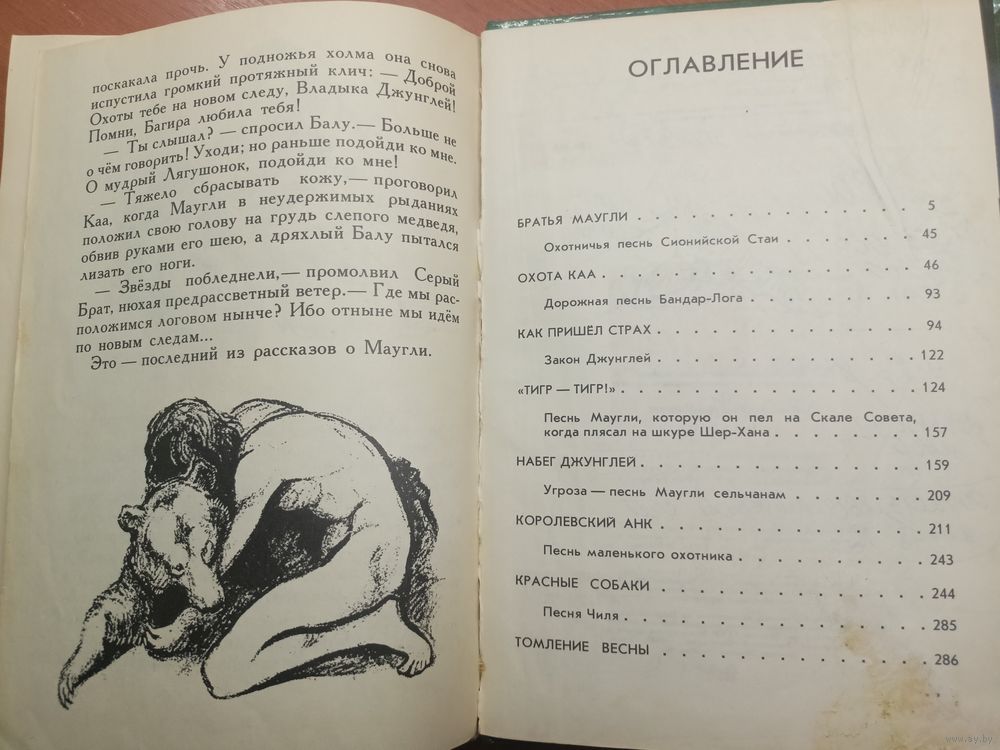 поскакала прочь. У подножья холма она снова
испустила громкий протяжный клич: — Доброй
Охоты тебе на новом следу, Владыка Джунглей!
Помни, Багира любила тебя!
— Ты слышал? — спросил Балу.— Больше не
о чём говорить! Уходи; но раньше подойди ко мне.
О мудрый Лягушонок, подойди ко мне!
— Тяжело сбрасывать кожу,— проговорил
Каа, когда Маугли в неудержимых рыданиях
положил свою голову на грудь слепого медведя,
обвив руками его шею, а дряхлый Балу пытался
лизать его ноги.
— Звёзды побледнели,— промолвил Серый
Брат, нюхая предрассветный ветер.— Где мы рас-
положимся логовом нынче? Ибо отныне мы идём
по новым следам...
Это — последний из рассказов о Маугли.
ОГЛАВЛЕНИЕ
БРАТЬЯ МАУГЛИ . . . . . . . . . . . . . . . 5
Охотничья песнь Сионийской Стаи . . . . . . . 45
ОХОТА КАА . . . . . . . . . . . . . . . . . 46
Дорожная песнь Бандар-Лога . . . . . . . . . 93
КАК ПРИШЕЛ СТРАХ . . . . . . . . . . . . . . 94
Закон Джунглей . . . . . . . . . . . . . . 122
«ТИГР — ТИГР!» . . . . . . . . . . . . . . . 124
Песнь Маугли, которую он пел на Скале Совета,
когда плясал на шкуре Шер-Хана . . . . . . . . 157
НАБЕГ ДЖУНГЛЕЙ . . . . . . . . . . . . . . . 159
Угроза — песнь Маугли сельчанам . . . . . . . 209
КОРОЛЕВСКИЙ АНК . . . . . . . . . . . . . . 211
Песнь маленького охотника . . . . . . . . . . 243
КРАСНЫЕ СОБАКИ . . . . . . . . . . . . . . . 244
Песня Чиля . . . . . . . . . . . . . . . . 285
ТОМЛЕНИЕ ВЕСНЫ . . . . . . . . . . . . . . . 286
www.ay.by